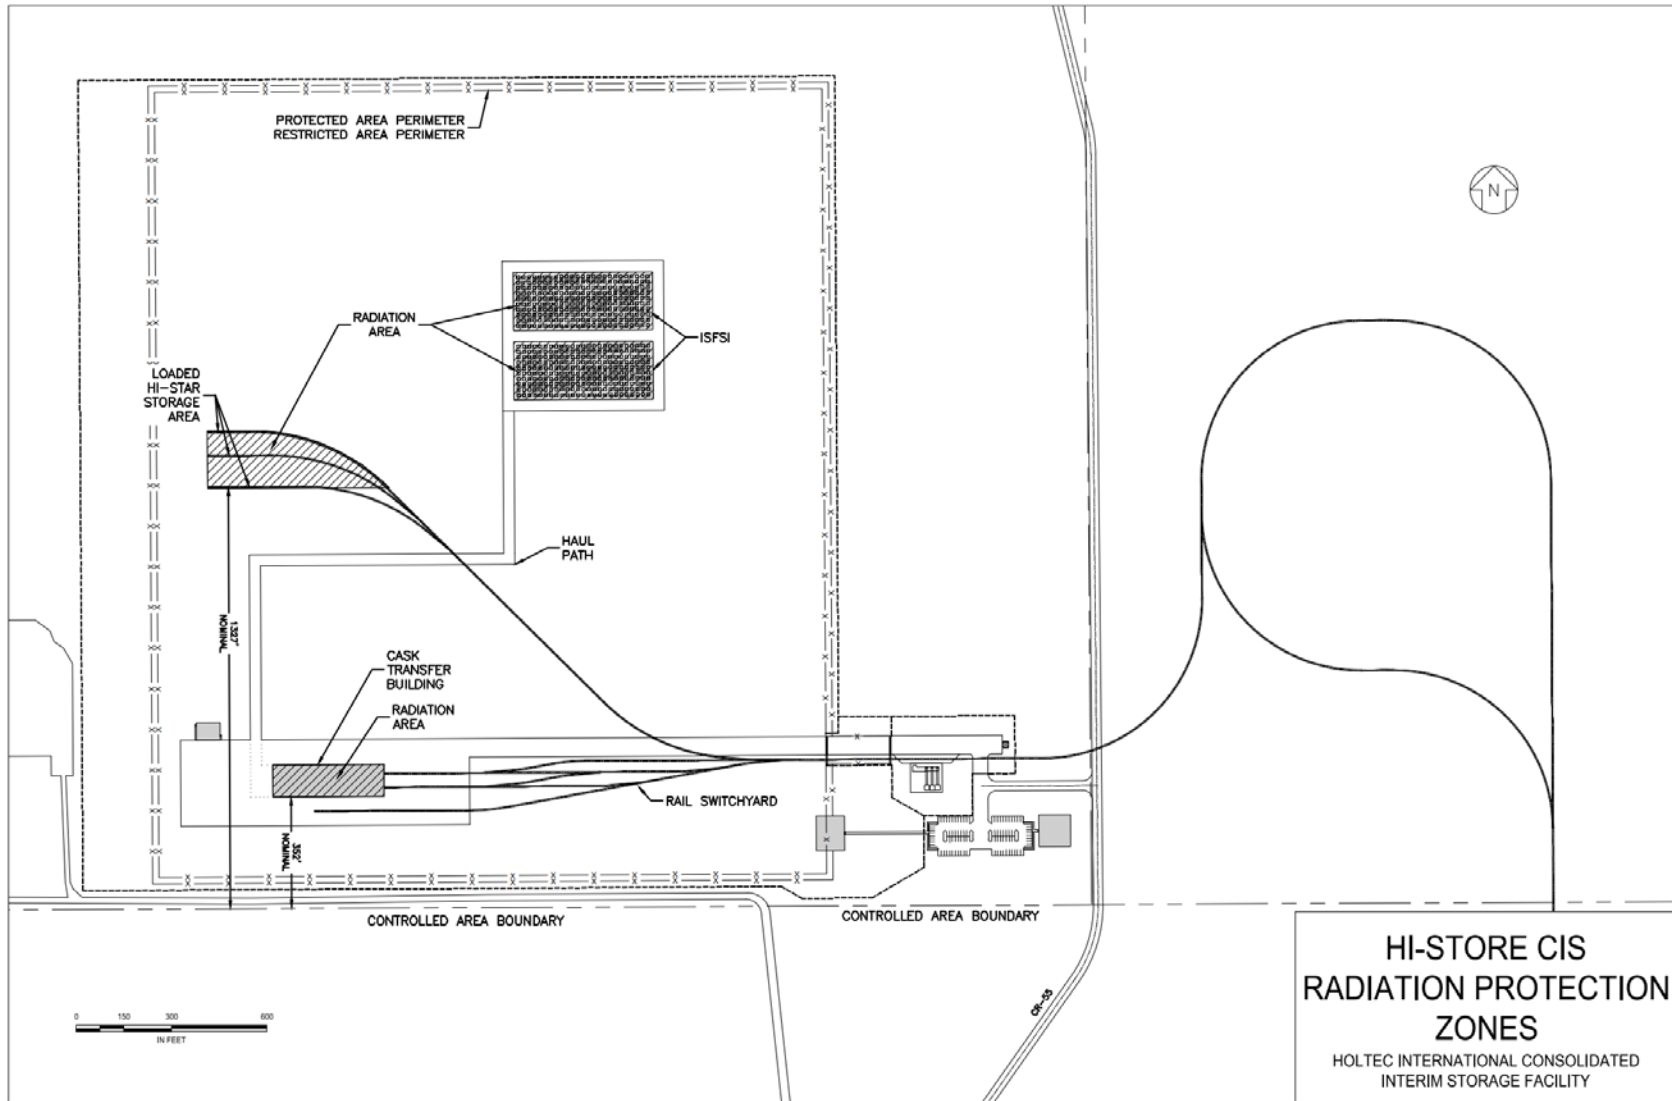 PROTECTED AREA PERIMETER
RESTRICTED AREA PERIMETER
N
RADIATION
AREA
ISFSI
LOADED
HI-STAR
STORAGE
AREA
HAUL
PATH
1327'
NOMINAL
CASK
TRANSFER
BUILDING
RADIATION
AREA
RAIL SWITCHYARD
352'
NOMINAL
CONTROLLED AREA BOUNDARY
CONTROLLED AREA BOUNDARY
CR-55
0 150 300 600
IN FEET
HI-STORE CIS
RADIATION PROTECTION
ZONES
HOLTEC INTERNATIONAL CONSOLIDATED
INTERIM STORAGE FACILITY